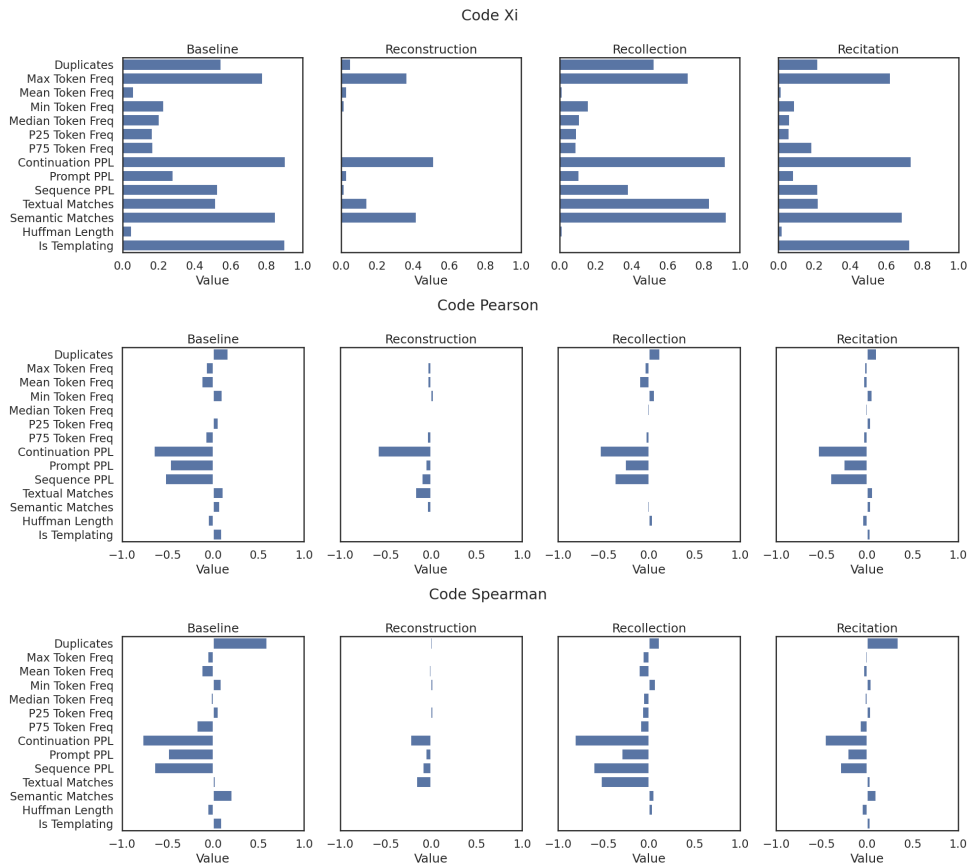 Code Xi
Baseline Reconstruction Recollection Recitation
Duplicates
Max Token Freq
Mean Token Freq
Min Token Freq
Median Token Freq
P25 Token Freq
P75 Token Freq
Continuation PPL
Prompt PPL
Sequence PPL
Textual Matches
Semantic Matches
Huffman Length
Is Templating
0.0 0.2 0.4 0.6 0.8 1.0 0.0 0.2 0.4 0.6 0.8 1.0 0.0 0.2 0.4 0.6 0.8 1.0 0.0 0.2 0.4 0.6 0.8 1.0
Value Value Value Value
Code Pearson
Baseline Reconstruction Recollection Recitation
Duplicates
Max Token Freq
Mean Token Freq
Min Token Freq
Median Token Freq
P25 Token Freq
P75 Token Freq
Continuation PPL
Prompt PPL
Sequence PPL
Textual Matches
Semantic Matches
Huffman Length
Is Templating
−1.0 −0.5 0.0 0.5 1.0 −1.0 −0.5 0.0 0.5 1.0 −1.0 −0.5 0.0 0.5 1.0 −1.0 −0.5 0.0 0.5 1.0
Value Value Value Value
Code Spearman
Baseline Reconstruction Recollection Recitation
Duplicates
Max Token Freq
Mean Token Freq
Min Token Freq
Median Token Freq
P25 Token Freq
P75 Token Freq
Continuation PPL
Prompt PPL
Sequence PPL
Textual Matches
Semantic Matches
Huffman Length
Is Templating
−1.0 −0.5 0.0 0.5 1.0 −1.0 −0.5 0.0 0.5 1.0 −1.0 −0.5 0.0 0.5 1.0 −1.0 −0.5 0.0 0.5 1.0
Value Value Value Value